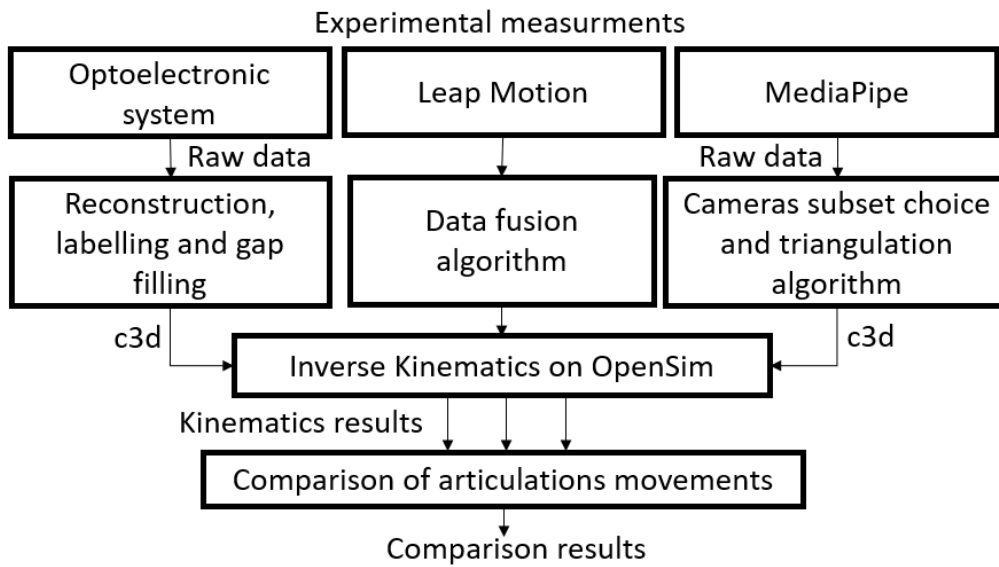 Experimental measurments
Optoelectronic
system
Leap Motion
MediaPipe
Raw data
Raw data
Reconstruction,
labelling and gap
filling
Data fusion
algorithm
Cameras subset choice
and triangulation
algorithm
c3d
c3d
Inverse Kinematics on OpenSim
Kinematics results
Comparison of articulations movements
Comparison results